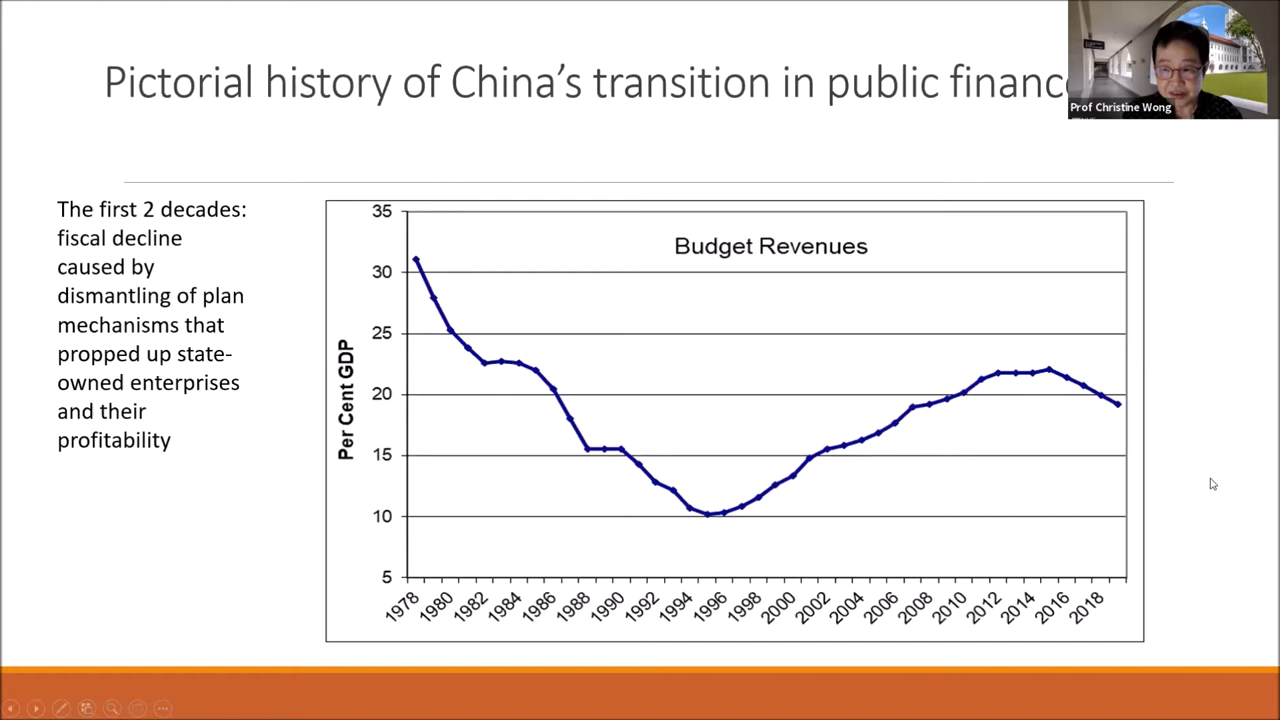 Pictorial history of China's transition in public finance
Prof Christine Wong
The first 2 decades:
fiscal decline
caused by
dismantling of plan
mechanisms that
propped up state-
owned enterprises
and their
profitability
Budget Revenues
Per Cent GDP
35
30
25
20
15
10
5
1978
1980
1982
1984
1986
1988
1990
1992
1994
1996
1998
2000
2002
2004
2006
2008
2010
2012
2014
2016
2018